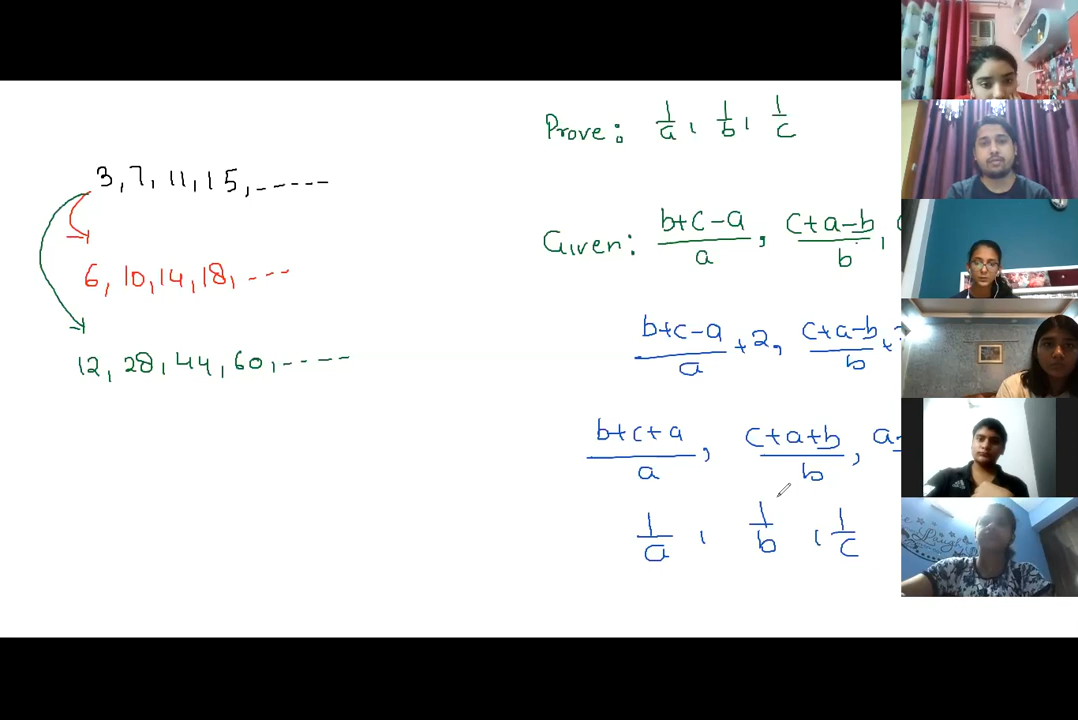 3, 7, 11, 15, -----
6, 10, 14, 18, ---
12, 28, 44, 60, ----
Prove: 1/a, 1/b, 1/c
Given: (b+c-a)/a, (c+a-b)/b,
(b+c-a)/a +2, (c+a-b)/b +
(b+c+a)/a, (c+a+b)/b, a
1/a, 1/b, 1/c